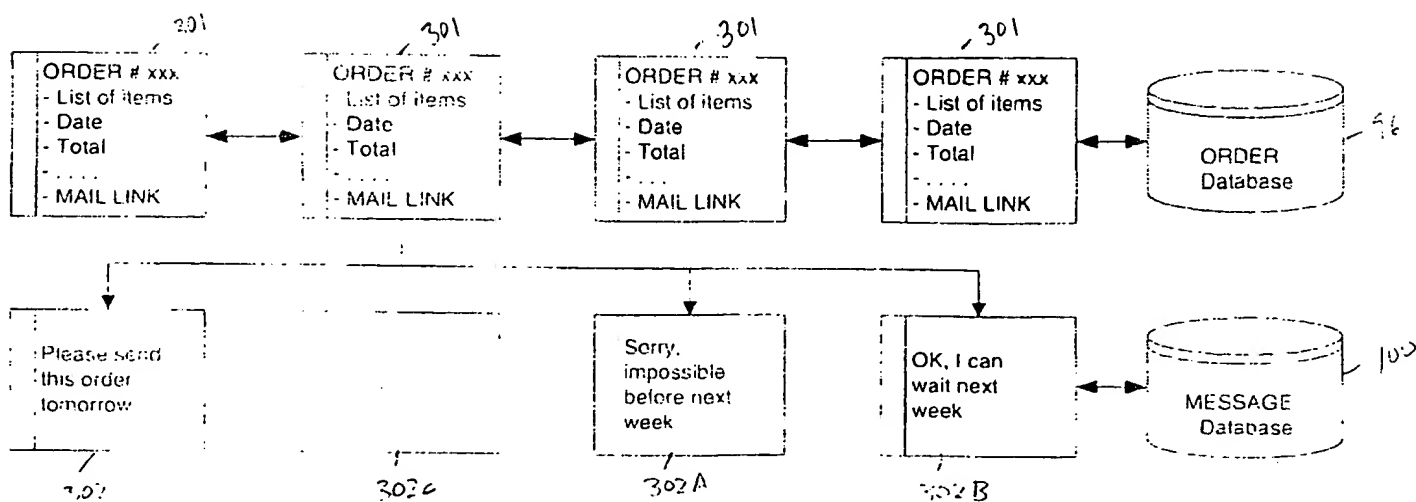 301
301
301
301
ORDER # xxx
- List of items
- Date
- Total
- . . . .
- MAIL LINK
ORDER # xxx
- List of items
- Date
- Total
- . . . .
- MAIL LINK
ORDER # xxx
- List of items
- Date
- Total
- . . . .
- MAIL LINK
ORDER # xxx
- List of items
- Date
- Total
- . . . .
- MAIL LINK
ORDER
Database
Please send
this order
tomorrow
Sorry,
impossible
before next
week
OK, I can
wait next
week
MESSAGE
Database
100
302
302C
302A
302B